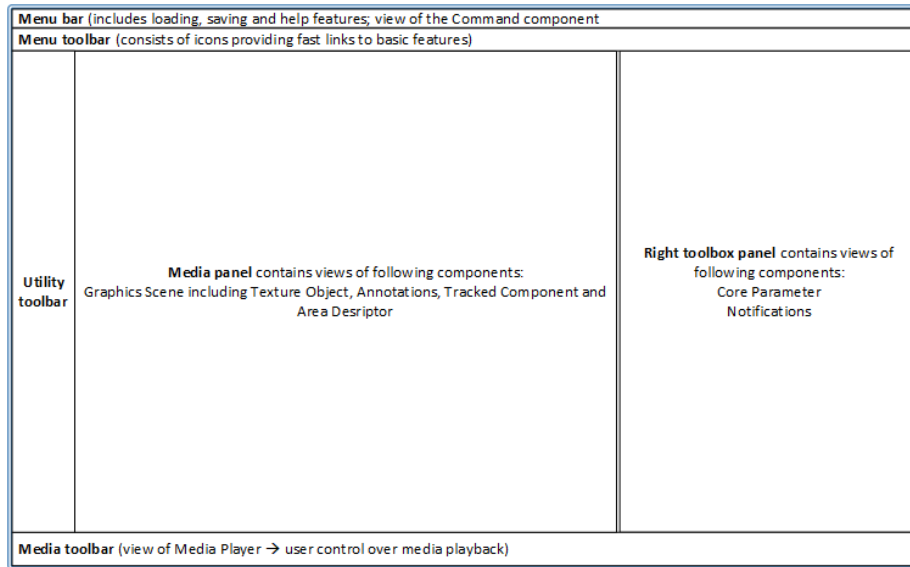 Menu bar (includes loading, saving and help features; view of the Command component
Menu toolbar (consists of icons providing fast links to basic features)
Utility
toolbar
Media panel contains views of following components:
Graphics Scene including Texture Object, Annotations, Tracked Component and
Area Desriptor
Right toolbox panel contains views of
following components:
Core Parameter
Notifications
Media toolbar (view of Media Player → user control over media playback)